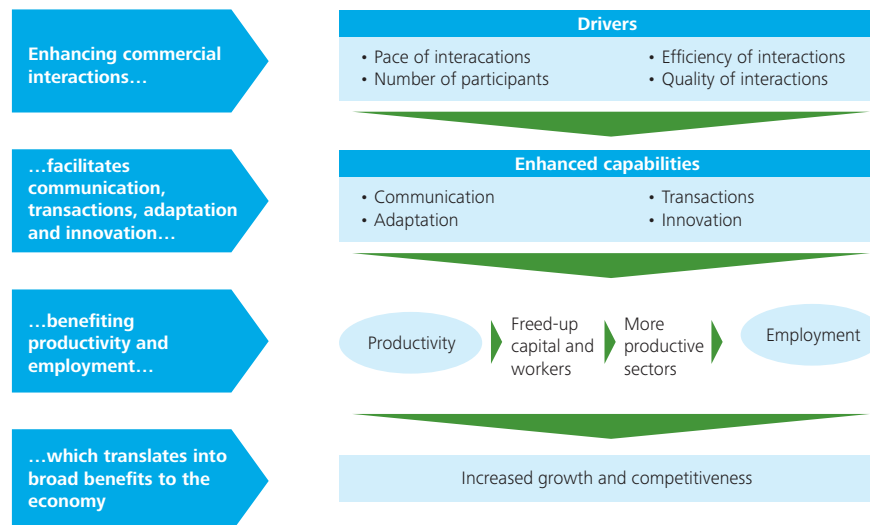 Enhancing commercial
interactions…
Drivers
• Pace of interacations
• Number of participants
• Efficiency of interactions
• Quality of interactions
…facilitates
communication,
transactions, adaptation
and innovation…
Enhanced capabilities
• Communication
• Adaptation
• Transactions
• Innovation
…benefiting
productivity and
employment…
Productivity
Freed-up
capital and
workers
More
productive
sectors
Employment
…which translates into
broad benefits to the
economy
Increased growth and competitiveness